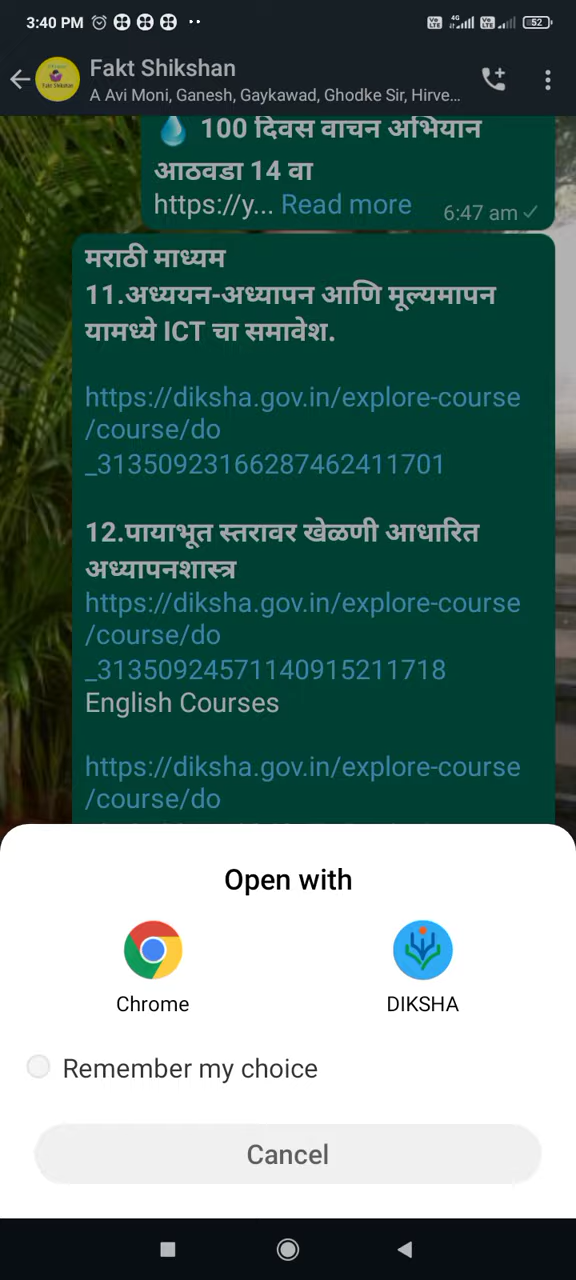 3:40 PM
52
Fakt Shikshan
A Avi Moni, Ganesh, Gaykawad, Ghodke Sir, Hirve...
100 दिवस वाचन अभियान
आठवडा 14 वा
https://y... Read more
6:47 am
मराठी माध्यम
11.अध्ययन-अध्यापन आणि मूल्यमापन
यामध्ये ICT चा समावेश.
https://diksha.gov.in/explore-course
/course/do
_31350923166287462411701
12.पायाभूत स्तरावर खेळणी आधारित
अध्यापनशास्त्र
https://diksha.gov.in/explore-course
/course/do
_31350924571140915211718
English Courses
https://diksha.gov.in/explore-course
/course/do
Open with
Chrome
DIKSHA
Remember my choice
Cancel